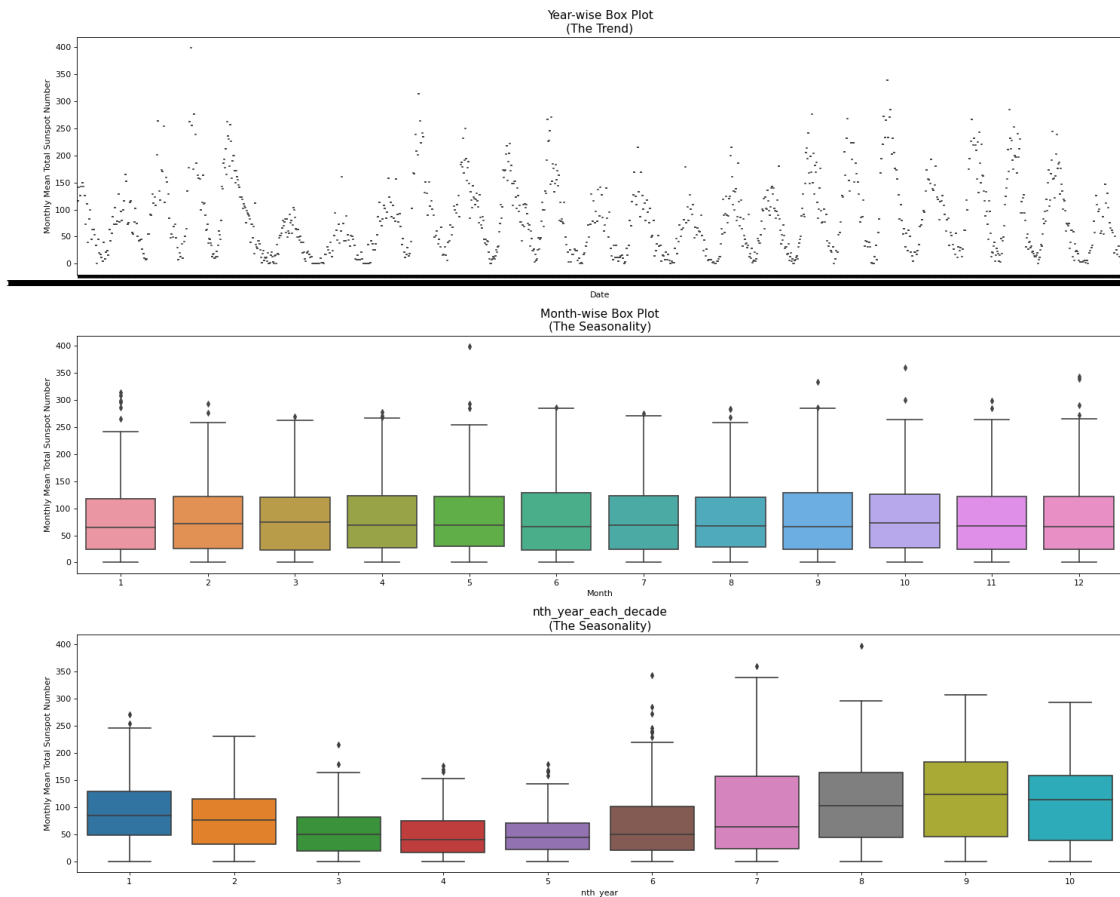 Year-wise Box Plot
(The Trend)
Monthly Mean Total Sunspot Number
400
350
300
250
200
150
100
50
0
Date
Month-wise Box Plot
(The Seasonality)
Monthly Mean Total Sunspot Number
400
350
300
250
200
150
100
50
0
1 2 3 4 5 6 7 8 9 10 11 12
Month
nth_year_each_decade
(The Seasonality)
Monthly Mean Total Sunspot Number
400
350
300
250
200
150
100
50
0
1 2 3 4 5 6 7 8 9 10
nth_year